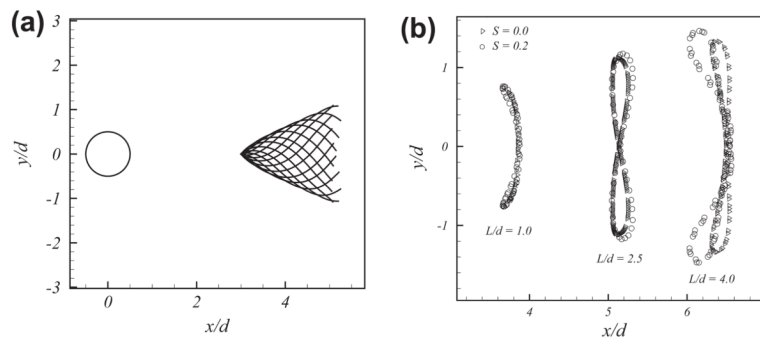 (a)
3
2
1
0
-1
-2
-3
y/d
0
2
4
x/d
(b)
S = 0.0
S = 0.2
1
0
-1
y/d
L/d = 1.0
L/d = 2.5
L/d = 4.0
4
5
6
x/d